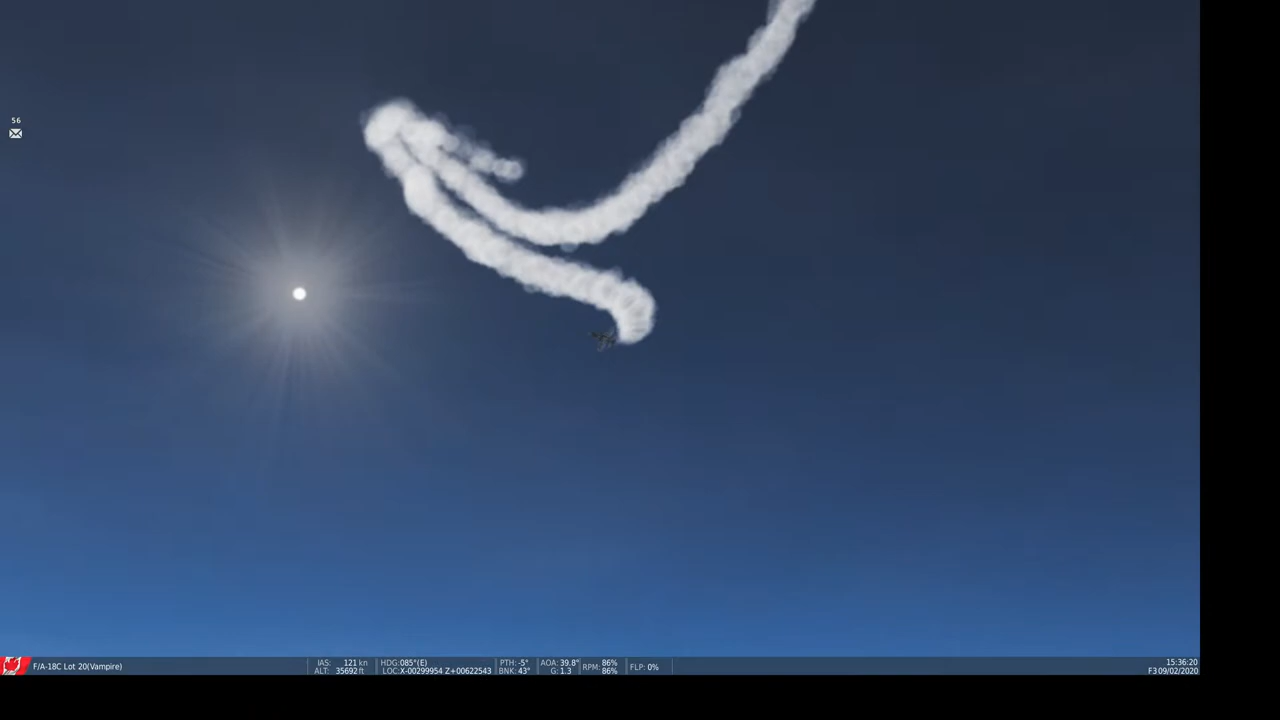 56
F/A-18C Lot 20(Vampire)
IAS: 121 kn
ALT: 35692 ft
HDG:085°(E)
LOC:X-00299954 Z+00622543
PTH: -5°
BNK: 43°
AOA: 39.8°
G: 1.3
RPM: 86%
86%
FLP: 0%
15:36:20
F3 09/02/2020